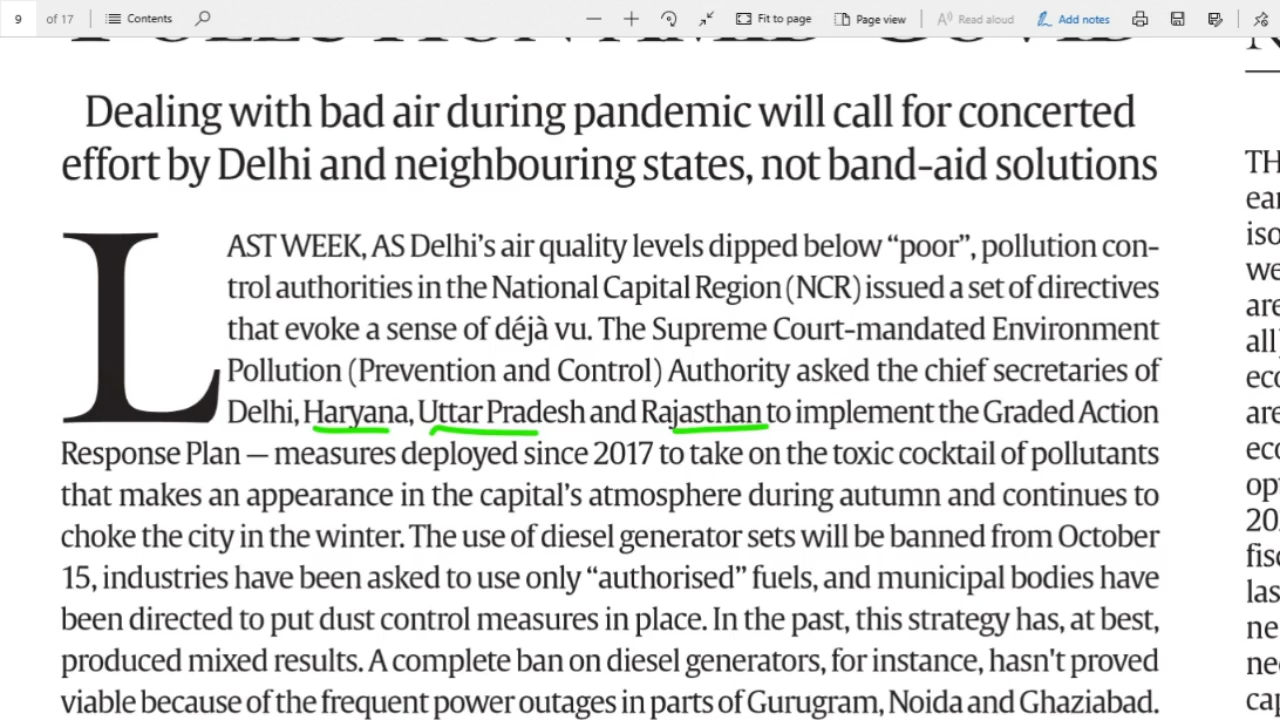 9 of 17 Contents Fit to page Page view Read aloud Add notes
Dealing with bad air during pandemic will call for concerted
effort by Delhi and neighbouring states, not band-aid solutions
LAST WEEK, AS Delhi's air quality levels dipped below “poor”, pollution con-
trol authorities in the National Capital Region (NCR) issued a set of directives
that evoke a sense of déjà vu. The Supreme Court-mandated Environment
Pollution (Prevention and Control) Authority asked the chief secretaries of
Delhi, Haryana, Uttar Pradesh and Rajasthan to implement the Graded Action
Response Plan — measures deployed since 2017 to take on the toxic cocktail of pollutants
that makes an appearance in the capital's atmosphere during autumn and continues to
choke the city in the winter. The use of diesel generator sets will be banned from October
15, industries have been asked to use only “authorised” fuels, and municipal bodies have
been directed to put dust control measures in place. In the past, this strategy has, at best,
produced mixed results. A complete ban on diesel generators, for instance, hasn't proved
viable because of the frequent power outages in parts of Gurugram, Noida and Ghaziabad.